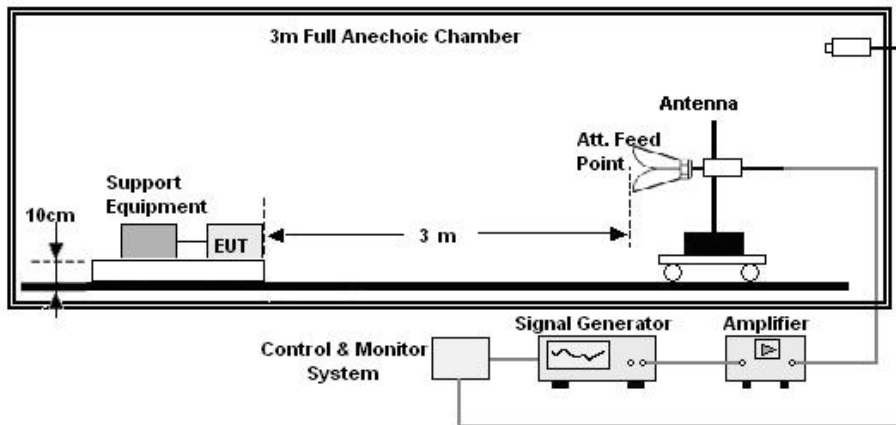 3m Full Anechoic Chamber
Antenna
Att. Feed
Point
Support
Equipment
10cm
EUT
3 m
Signal Generator
Amplifier
Control & Monitor
System